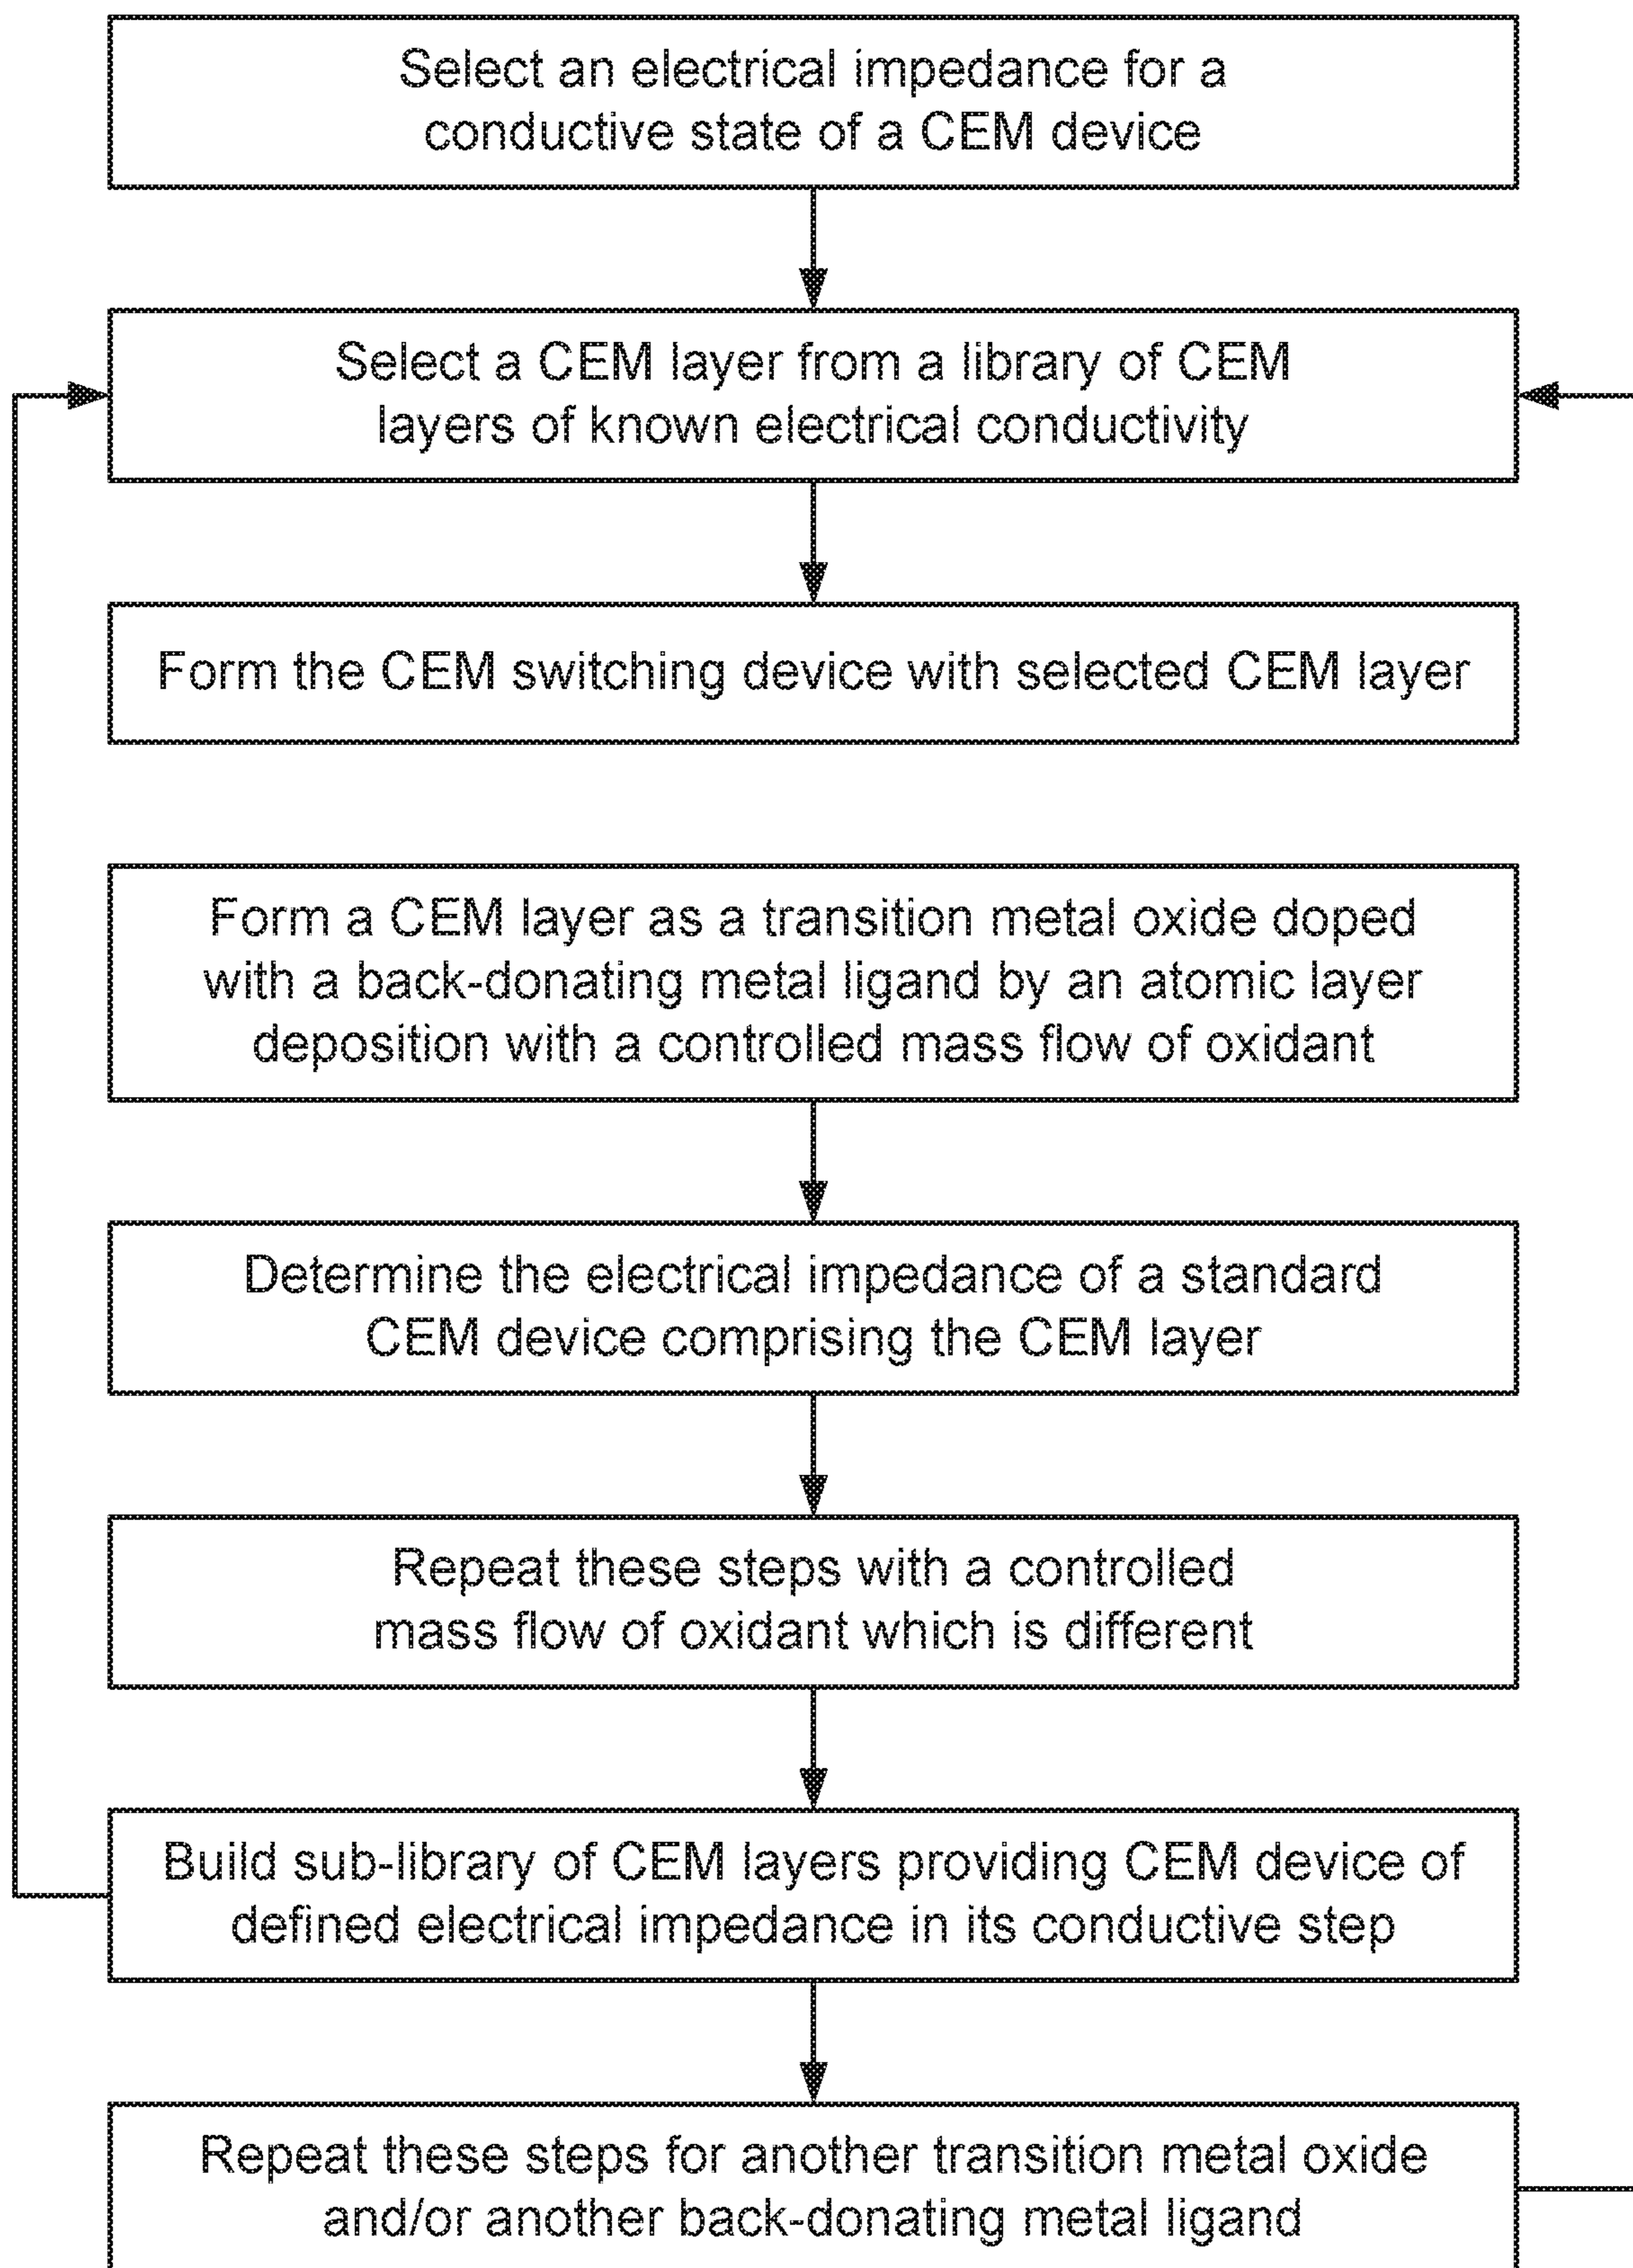 Select an electrical impedance for a
conductive state of a CEM device
Select a CEM layer from a library of CEM
layers of known electrical conductivity
Form the CEM switching device with selected CEM layer
Form a CEM layer as a transition metal oxide doped
with a back-donating metal ligand by an atomic layer
deposition with a controlled mass flow of oxidant
Determine the electrical impedance of a standard
CEM device comprising the CEM layer
Repeat these steps with a controlled
mass flow of oxidant which is different
Build sub-library of CEM layers providing CEM device of
defined electrical impedance in its conductive step
Repeat these steps for another transition metal oxide
and/or another back-donating metal ligand